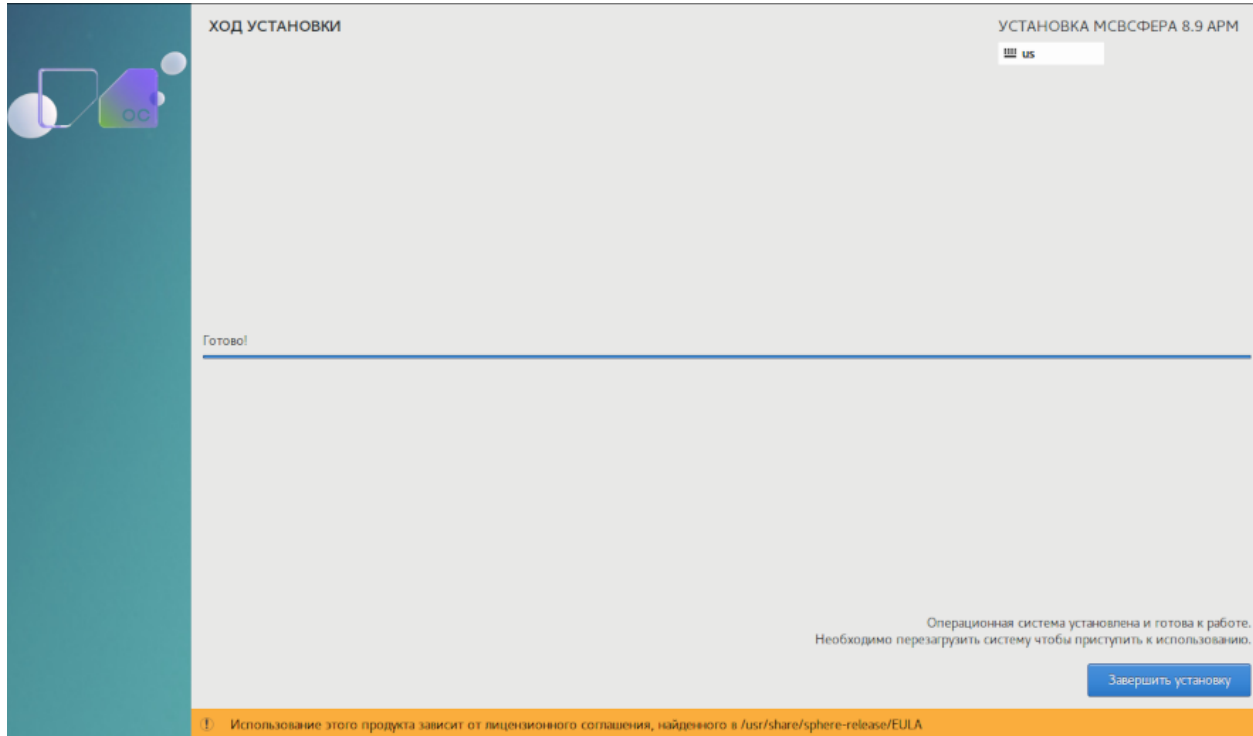 ХОД УСТАНОВКИ
УСТАНОВКА МСВСФЕРА 8.9 АРМ
us
ОС
Готово!
Операционная система установлена и готова к работе.
Необходимо перезагрузить систему чтобы приступить к использованию.
Завершить установку
Использование этого продукта зависит от лицензионного соглашения, найденного в /usr/share/sphere-release/EULA